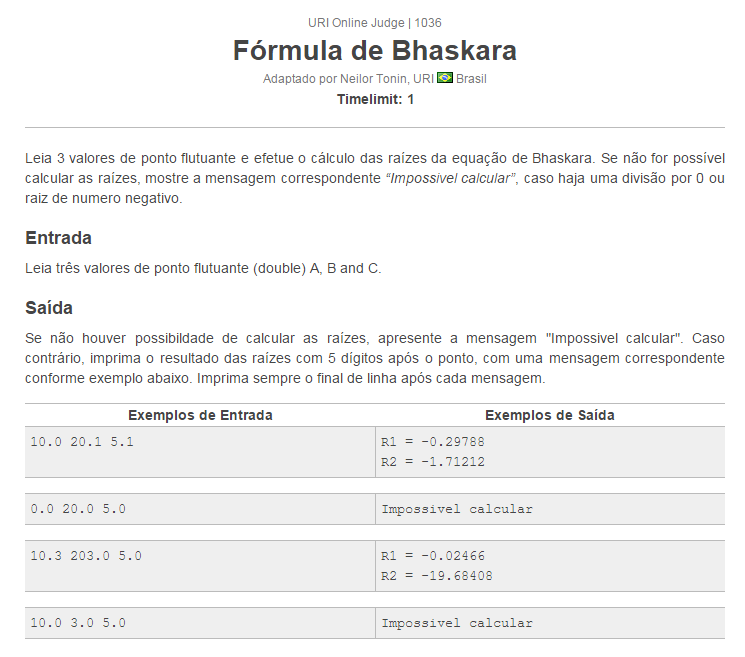 URI Online Judge | 1036
Fórmula de Bhaskara
Adaptado por Neilor Tonin, URI Brasil
Timelimit: 1
Leia 3 valores de ponto flutuante e efetue o cálculo das raízes da equação de Bhaskara. Se não for possível
calcular as raízes, mostre a mensagem correspondente “Impossivel calcular”, caso haja uma divisão por 0 ou
raiz de numero negativo.
Entrada
Leia três valores de ponto flutuante (double) A, B and C.
Saída
Se não houver possibildade de calcular as raízes, apresente a mensagem "Impossivel calcular". Caso
contrário, imprima o resultado das raízes com 5 dígitos após o ponto, com uma mensagem correspondente
conforme exemplo abaixo. Imprima sempre o final de linha após cada mensagem.
Exemplos de Entrada Exemplos de Saída
10.0 20.1 5.1 R1 = -0.29788
R2 = -1.71212
0.0 20.0 5.0 Impossivel calcular
10.3 203.0 5.0 R1 = -0.02466
R2 = -19.68408
10.0 3.0 5.0 Impossivel calcular